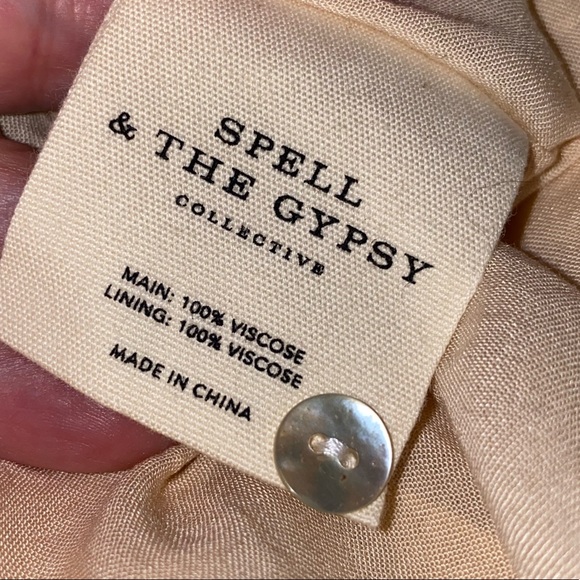 SPELL
& THE GYPSY
COLLECTIVE
MAIN: 100% VISCOSE
LINING: 100% VISCOSE
MADE IN CHINA